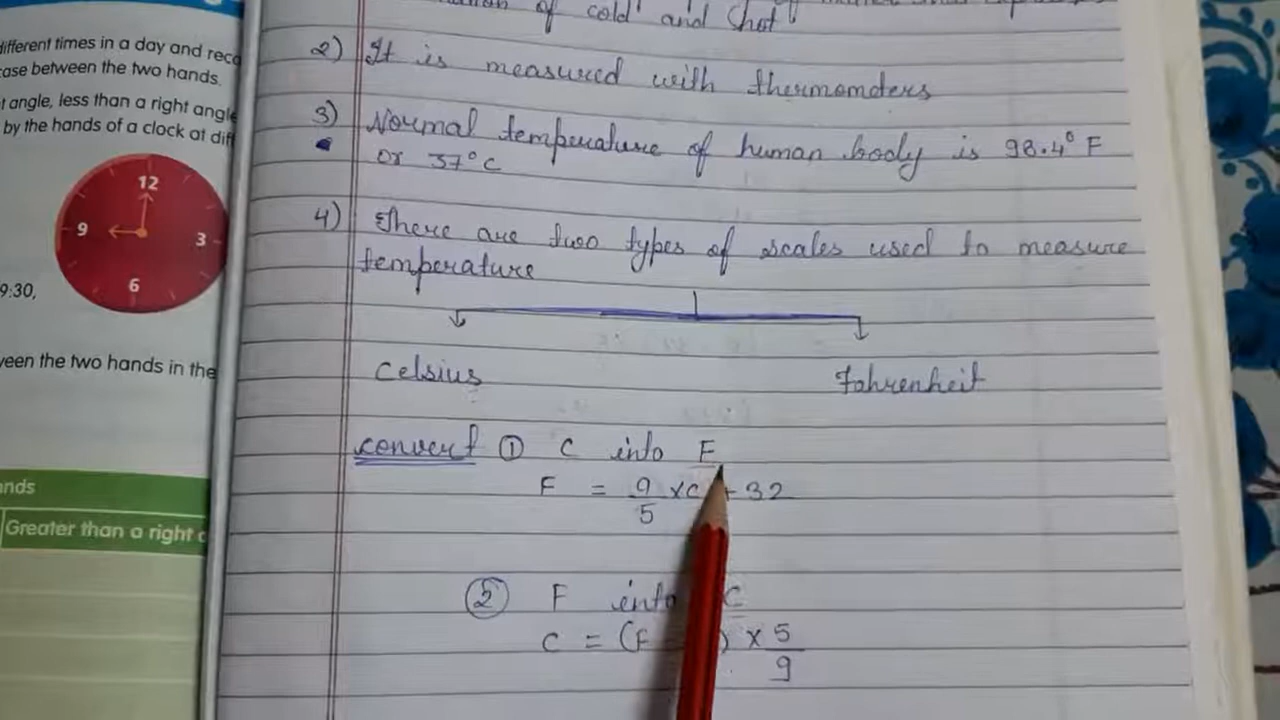 different times in a day and reco
ase between the two hands.
t angle, less than a right angle
by the hands of a clock at diff
12
9
3
6
9:30,
veen the two hands in the
nds
Greater than a right
of cold and "hot"
2) It is measured with thermometers
3) Normal temperature of human body is 98.4° F
or 37° C
4) There are two types of scales used to measure
temperature
Celsius Fahrenheit
convert ① C into F
F = 9/5 × C + 32
② F into C
C = (F ) × 5/9